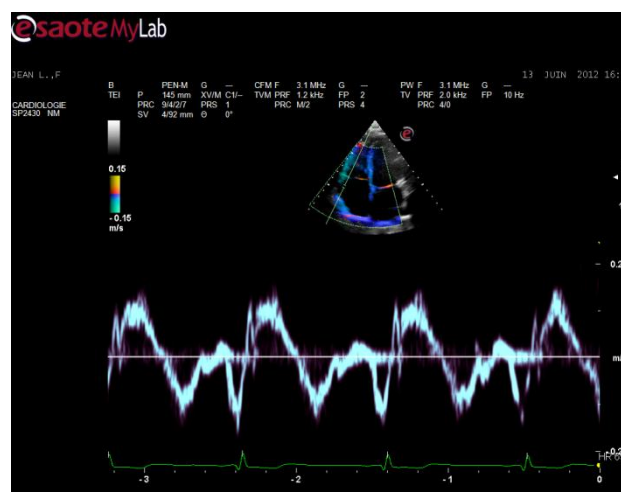 esaote MyLab
JEAN L.,F 13 JUIN 2012 16:
CARDIOLOGIE
SP2430 NM
B PEN-M G — CFM F 3.1 MHz G — PW F 3.1 MHz G —
TEI P 145 mm XV/M C1/-- TVM PRF 1.2 kHz FP 2 TV PRF 2.0 kHz FP 10 Hz
PRC 9/4/2/7 PRS 1 PRC M/2 PRS 4 PRC 4/0
SV 4/92 mm Θ 0°
0.15
- 0.15
m/s
e
0.2
m/
-0.2
HR
-3 -2 -1 0